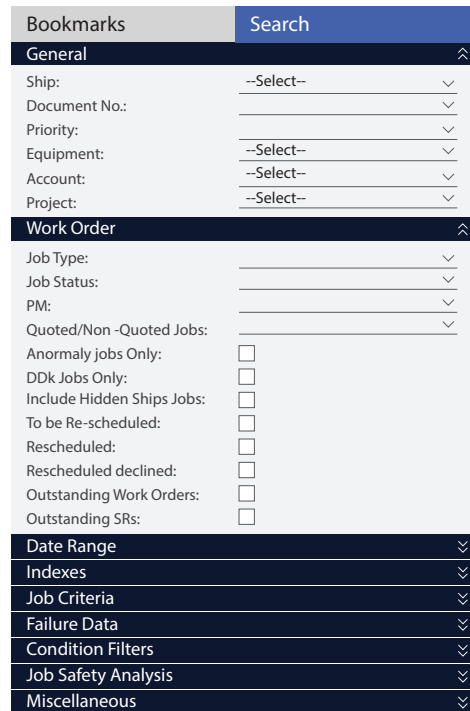 Bookmarks Search
General
Ship: --Select--
Document No.:
Priority:
Equipment: --Select--
Account: --Select--
Project: --Select--
Work Order
Job Type:
Job Status:
PM:
Quoted/Non -Quoted Jobs:
Anormaly jobs Only:
DDk Jobs Only:
Include Hidden Ships Jobs:
To be Re-scheduled:
Rescheduled:
Rescheduled declined:
Outstanding Work Orders:
Outstanding SRs:
Date Range
Indexes
Job Criteria
Failure Data
Condition Filters
Job Safety Analysis
Miscellaneous